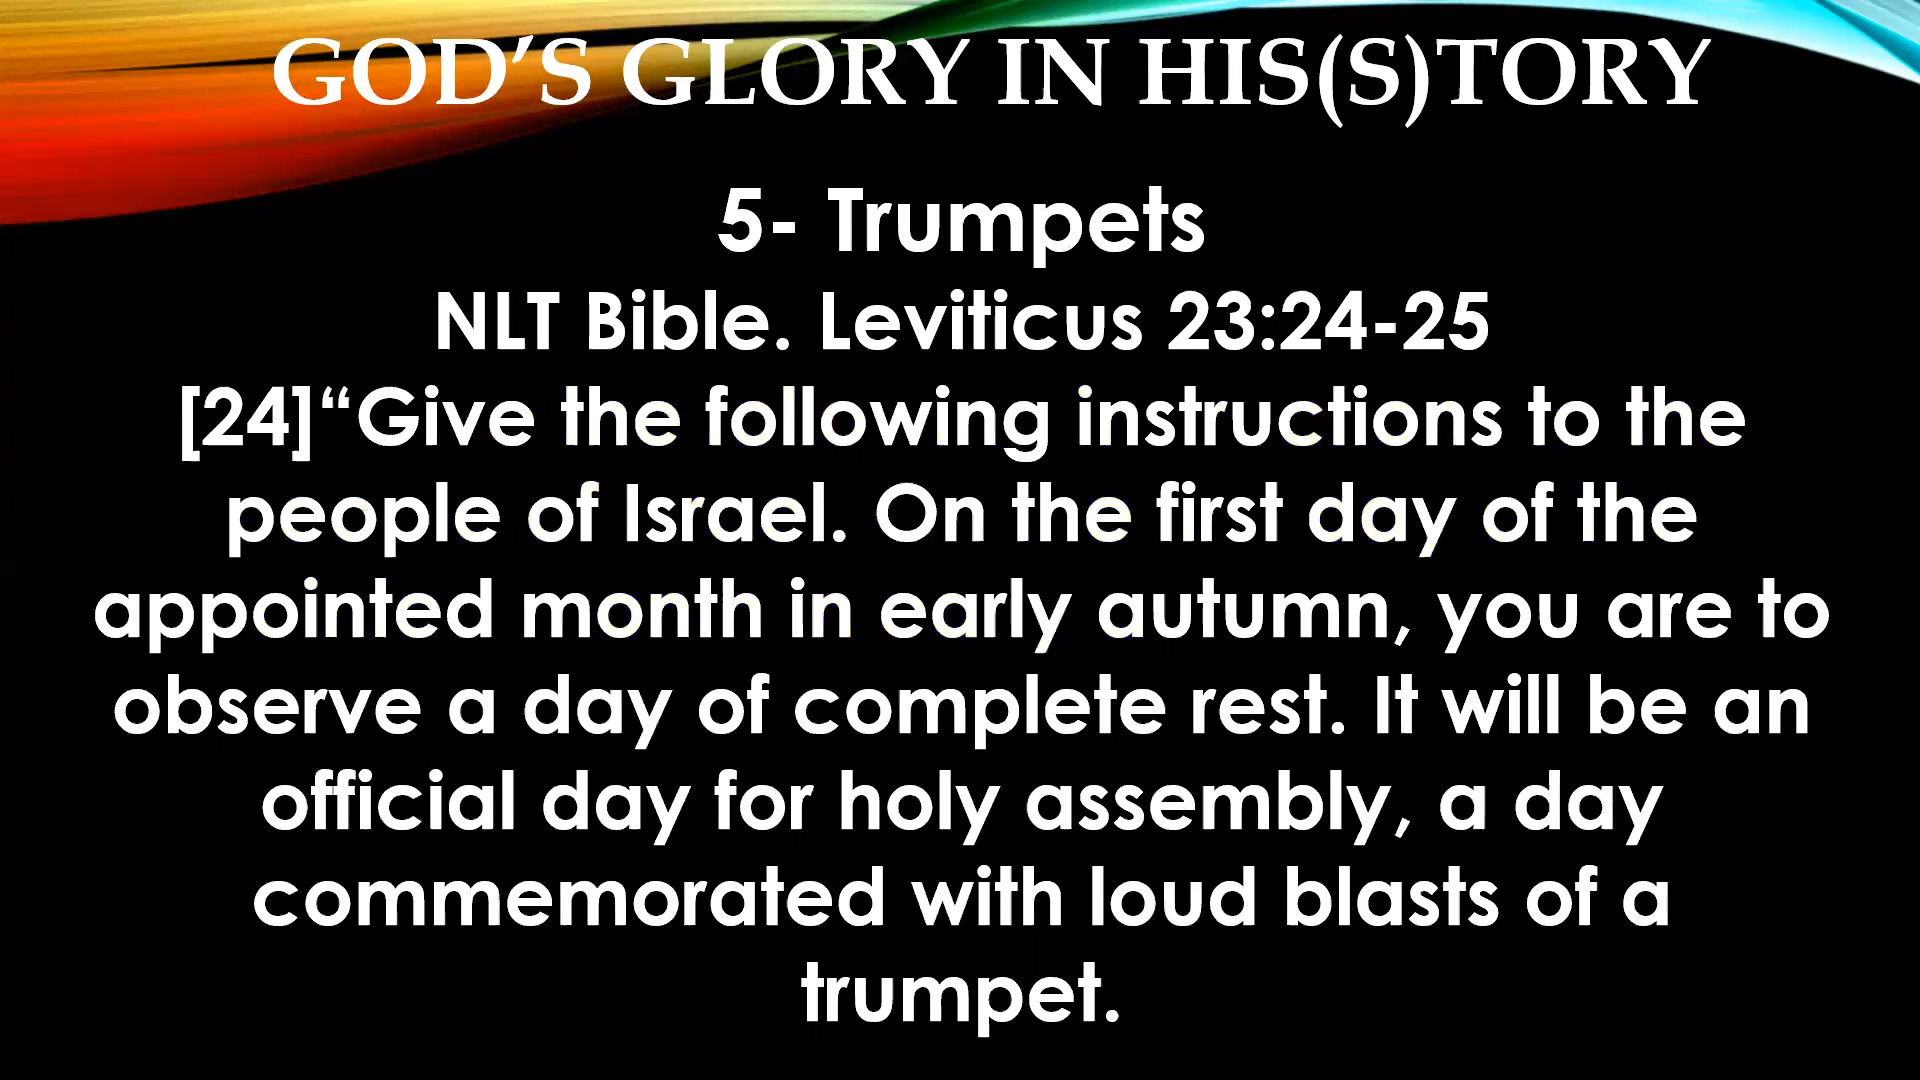 GOD’S GLORY IN HIS(S)TORY
5- Trumpets
NLT Bible. Leviticus 23:24-25
[24]“Give the following instructions to the
people of Israel. On the first day of the
appointed month in early autumn, you are to
observe a day of complete rest. It will be an
official day for holy assembly, a day
commemorated with loud blasts of a
trumpet.